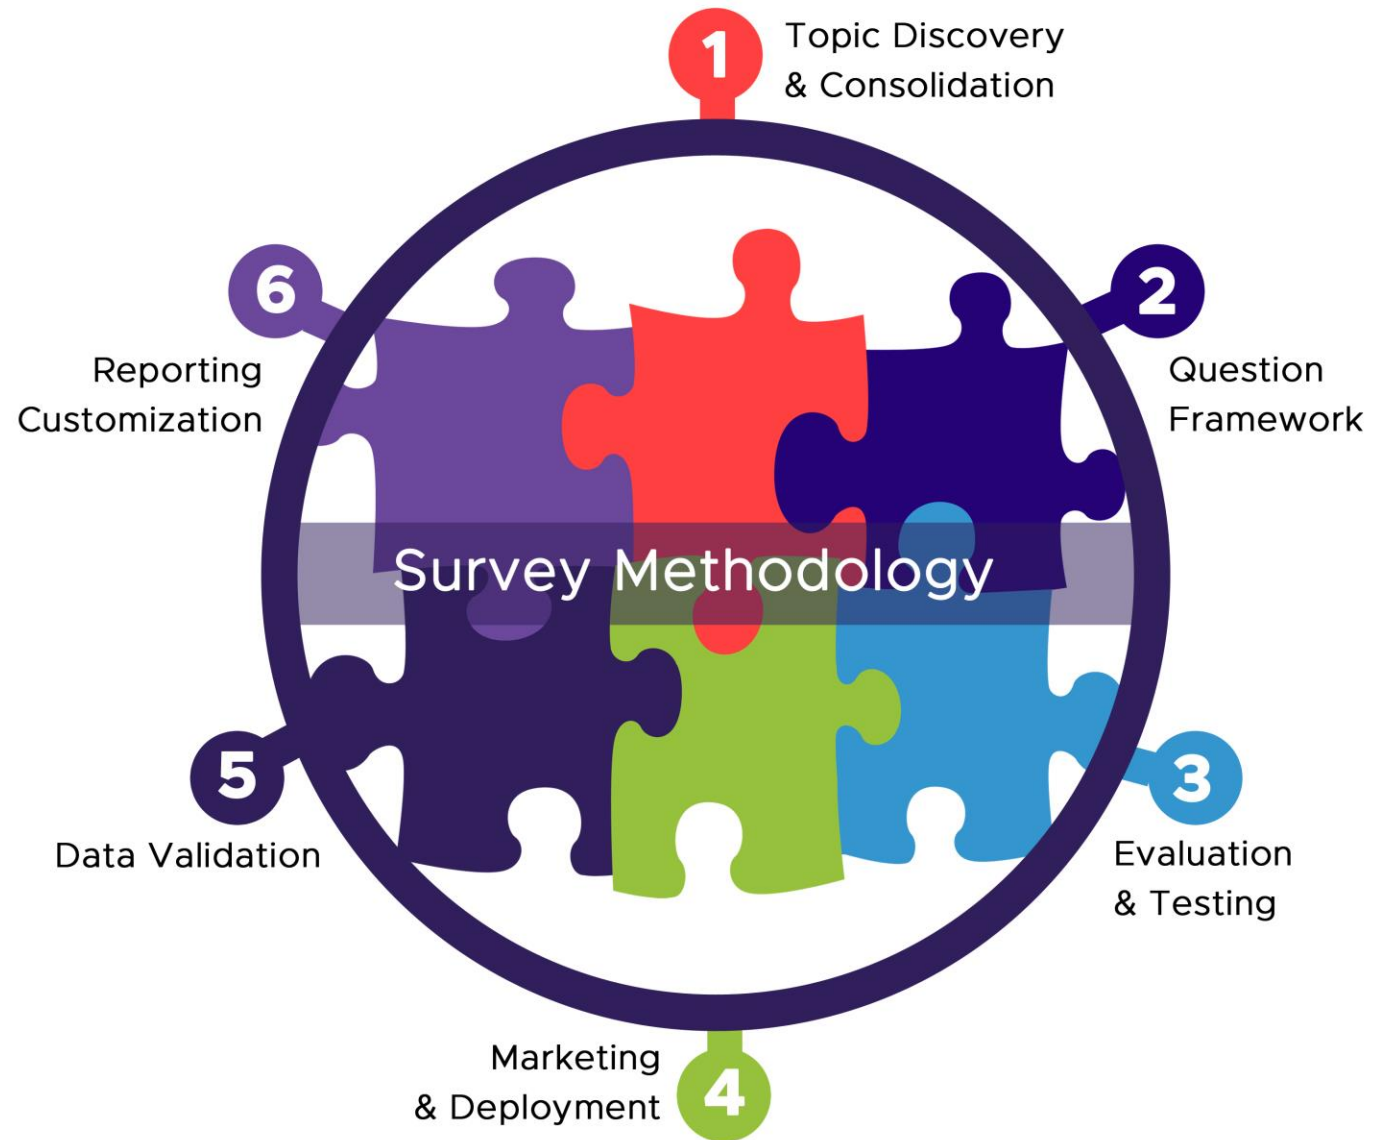 1
Topic Discovery
& Consolidation
2
Question
Framework
3
Evaluation
& Testing
4
Marketing
& Deployment
5
Data Validation
6
Reporting
Customization
Survey Methodology